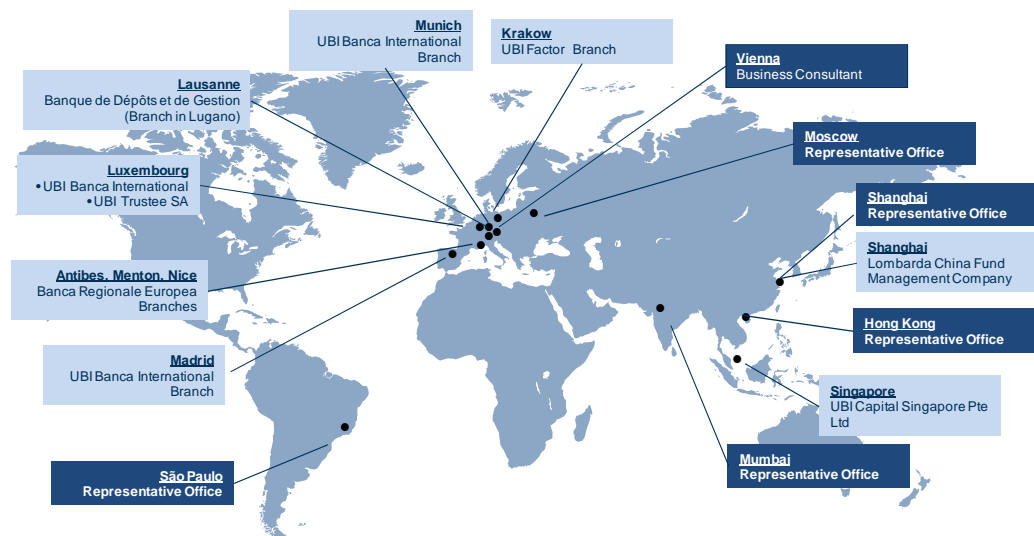 Munich
UBI Banca International
Branch
Krakow
UBI Factor Branch
Vienna
Business Consultant
Lausanne
Banque de Dépôts et de Gestion
(Branch in Lugano)
Moscow
Representative Office
Luxembourg
•UBI Banca International
•UBI Trustee SA
Shanghai
Representative Office
Shanghai
Lombarda China Fund
Management Company
Antibes, Menton, Nice
Banca Regionale Europea
Branches
Hong Kong
Representative Office
Madrid
UBI Banca International
Branch
Singapore
UBI Capital Singapore Pte
Ltd
Mumbai
Representative Office
São Paulo
Representative Office